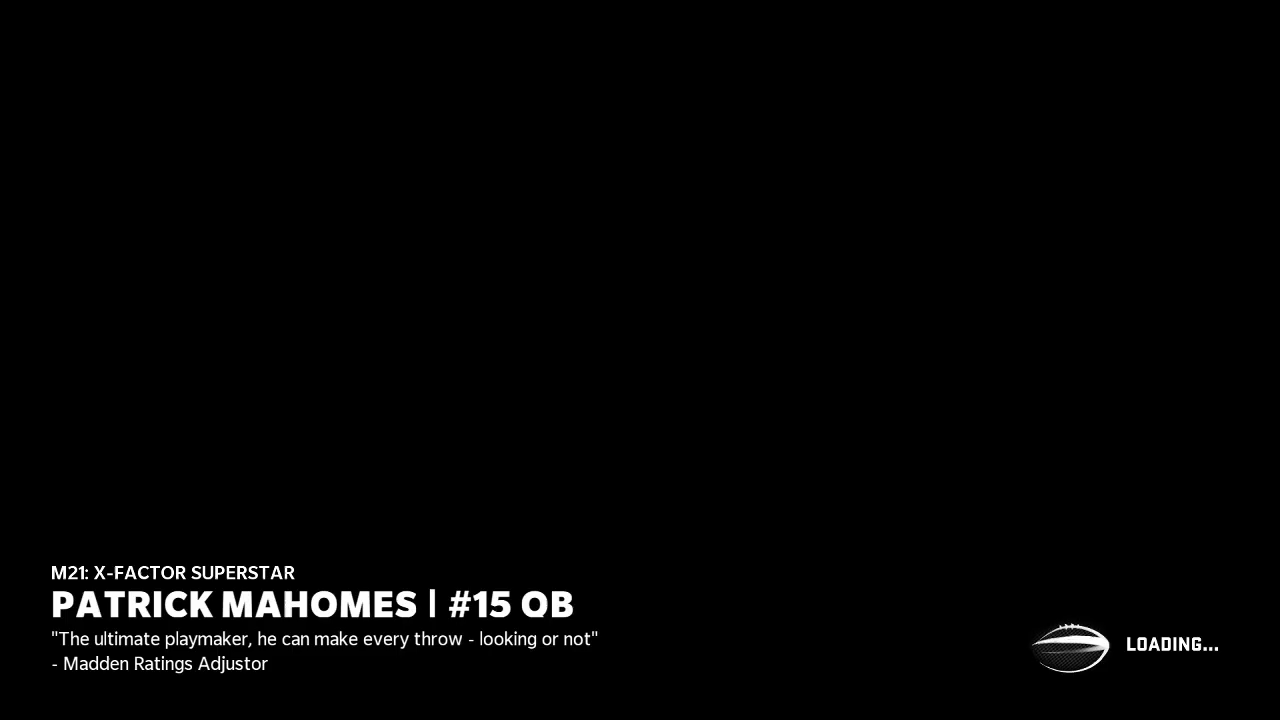 M21: X-FACTOR SUPERSTAR
PATRICK MAHOMES | #15 QB
"The ultimate playmaker, he can make every throw - looking or not"
- Madden Ratings Adjustor
LOADING...